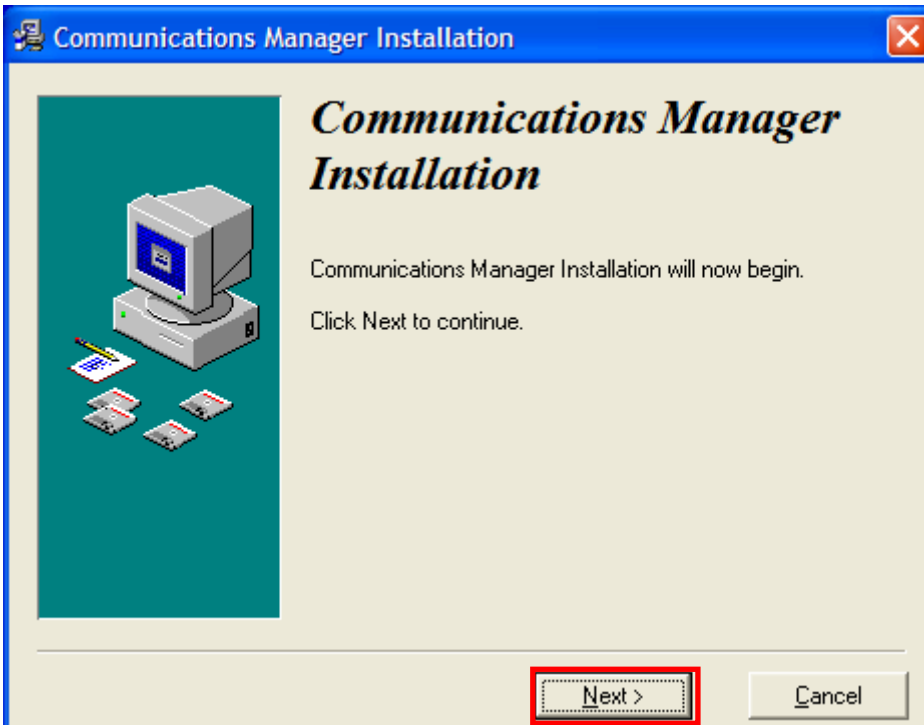 Communications Manager Installation
Communications Manager
Installation
Communications Manager Installation will now begin.
Click Next to continue.
Next >
Cancel